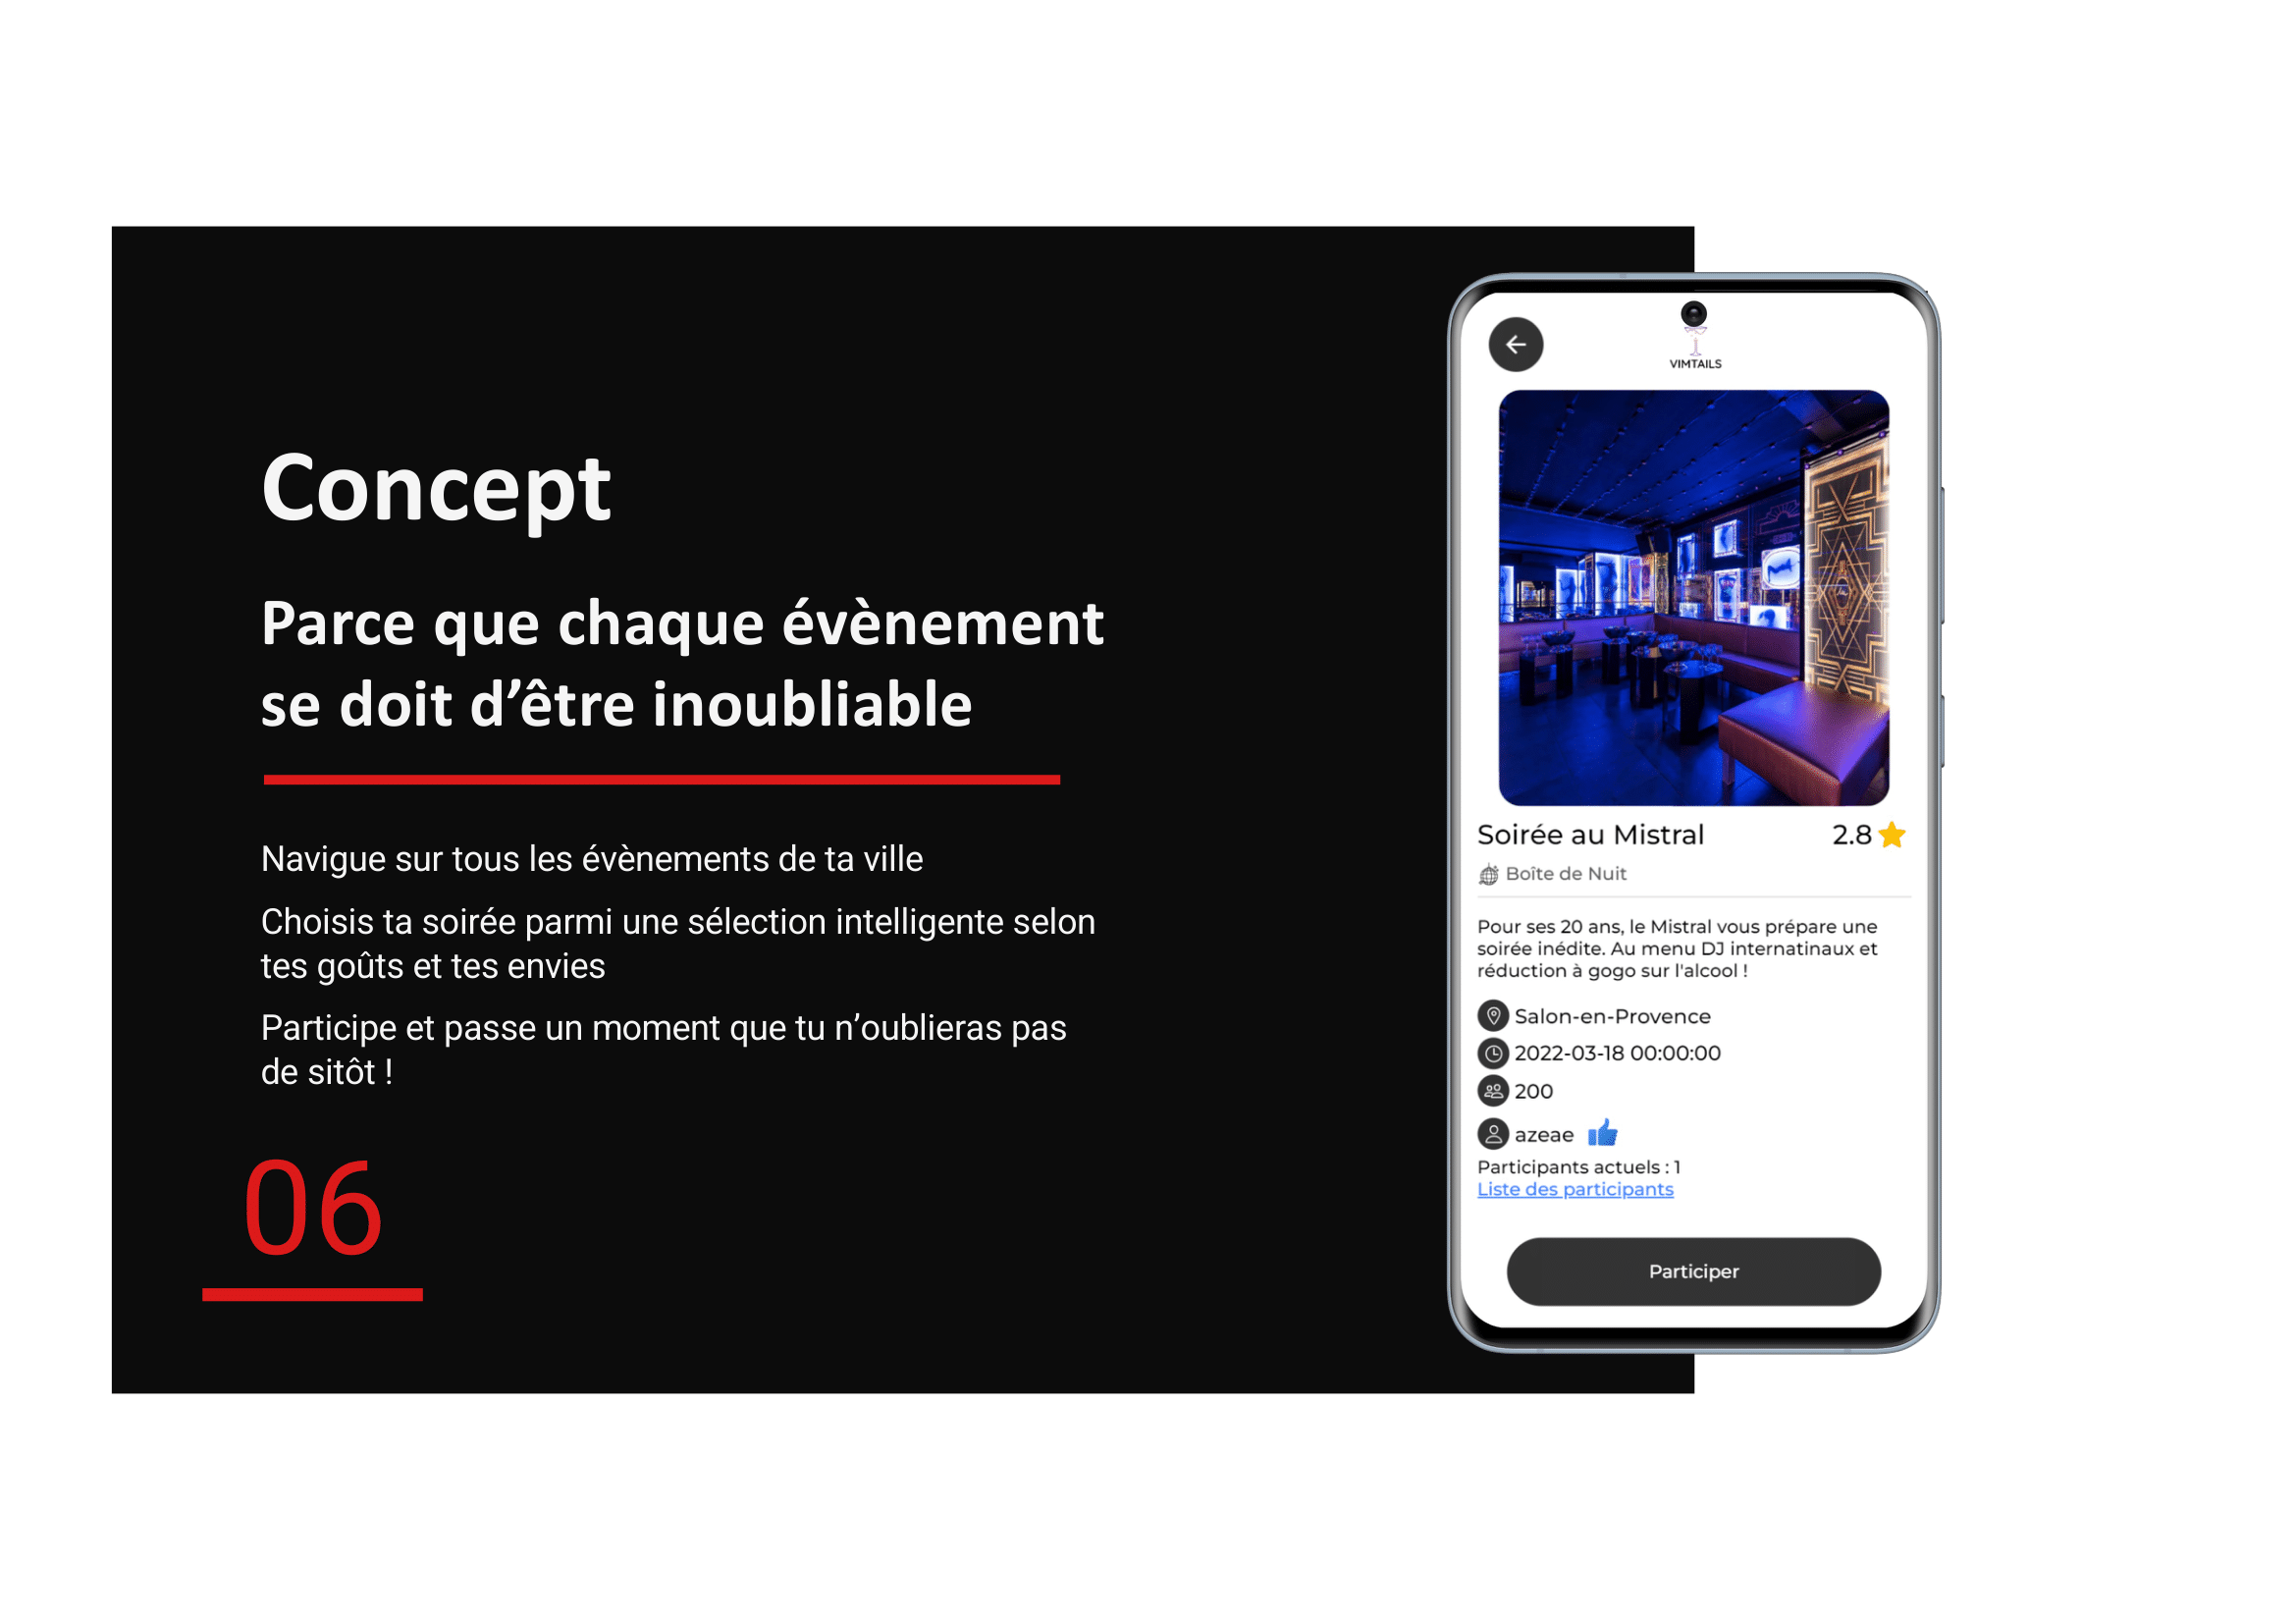 Concept
Parce que chaque évènement
se doit d’être inoubliable
Navigue sur tous les évènements de ta ville
Choisis ta soirée parmi une sélection intelligente selon
tes goûts et tes envies
Participe et passe un moment que tu n’oublieras pas
de sitôt !
06
VIMTAILS
Soirée au Mistral 2.8
Boîte de Nuit
Pour ses 20 ans, le Mistral vous prépare une
soirée inédite. Au menu DJ internatinaux et
réduction à gogo sur l'alcool !
Salon-en-Provence
2022-03-18 00:00:00
200
azeae
Participants actuels : 1
Liste des participants
Participer